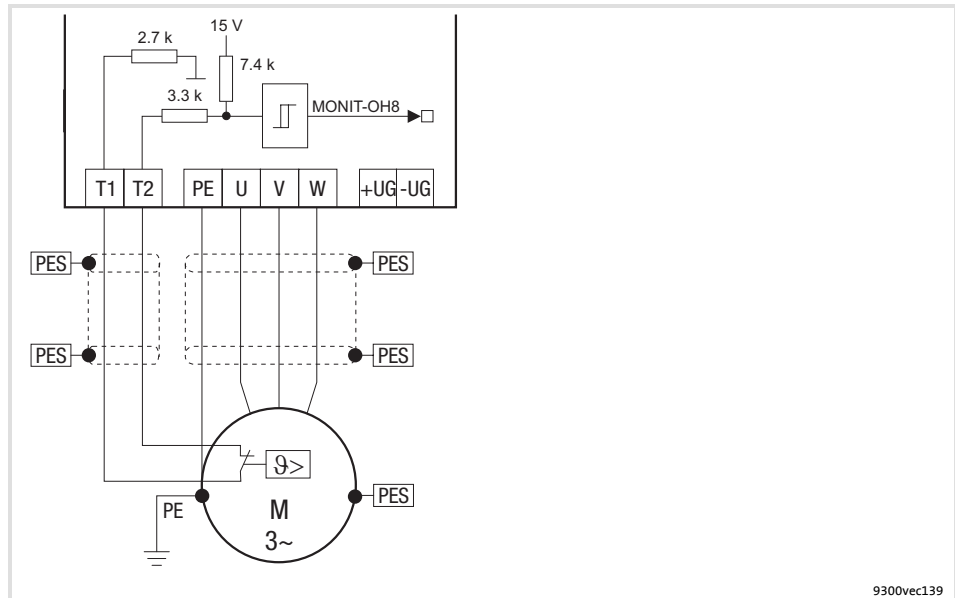 15 V
2.7 k
7.4 k
3.3 k
MONIT-OH8
T1 T2 PE U V W +UG -UG
PES PES
PES PES
ϑ>
PE M PES
3~
9300vec139